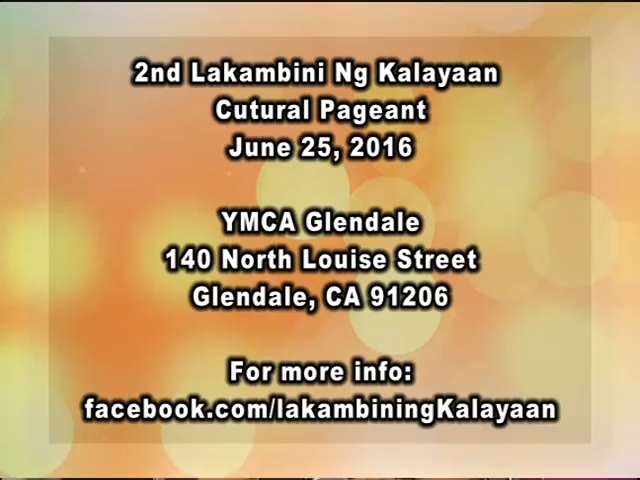 2nd Lakambini Ng Kalayaan
Cutural Pageant
June 25, 2016
YMCA Glendale
140 North Louise Street
Glendale, CA 91206
For more info:
facebook.com/lakambiningKalayaan